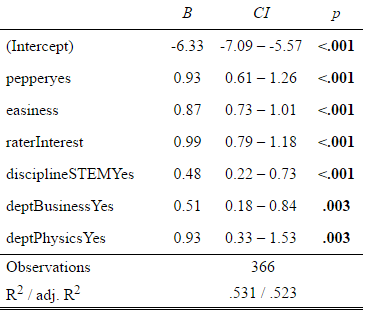 B CI p
(Intercept) -6.33 -7.09 – -5.57 <.001
pepperyes 0.93 0.61 – 1.26 <.001
easiness 0.87 0.73 – 1.01 <.001
raterInterest 0.99 0.79 – 1.18 <.001
disciplineSTEMYes 0.48 0.22 – 0.73 <.001
deptBusinessYes 0.51 0.18 – 0.84 .003
deptPhysicsYes 0.93 0.33 – 1.53 .003
Observations 366
R² / adj. R² .531 / .523